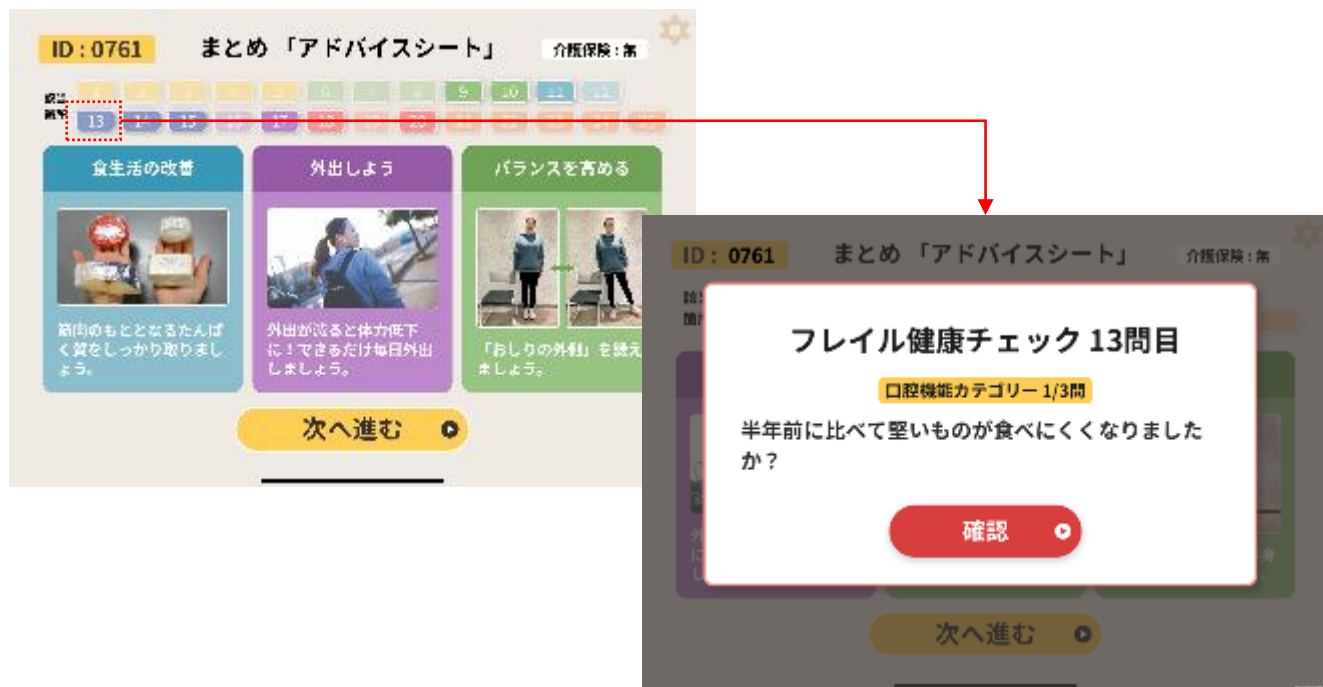 ID : 0761
まとめ 「アドバイスシート」
介護保険 : 無
該当
箇所
9 10 11
13 14 15 17 18 20
食生活の改善
外出しよう
バランスを高める
筋肉のもととなるたんぱ
く質をしっかり取りまし
ょう。
外出が減ると体力低下
に!できるだけ毎日外出
しましょう。
「おしりの外側」を鍛え
ましょう。
次へ進む
ID : 0761
まとめ 「アドバイスシート」
介護保険 : 無
フレイル健康チェック 13問目
口腔機能カテゴリー 1/3問
半年前に比べて堅いものが食べにくくなりました
か?
確認
次へ進む